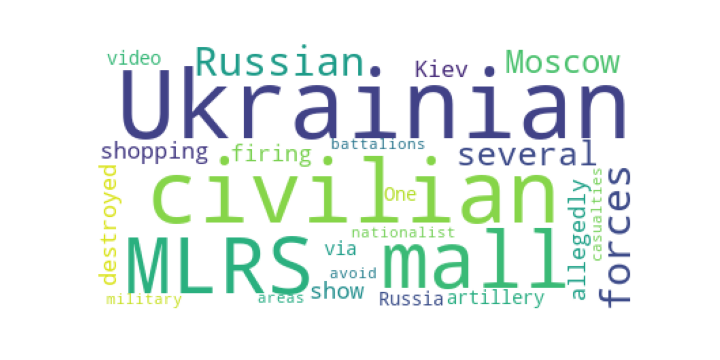 video
Russian
Kiev
Moscow
Ukrainian
shopping
firing
battalions
several
civilian
One
destroyed
MLRS
via
nationalist
mall
allegedly
casualties
forces
avoid
military
areas
show
Russia
artillery